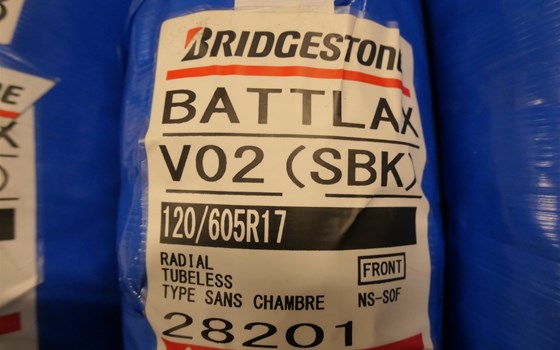 BRIDGESTONE
BATTLAX
V02 (SBK)
120/605R17
RADIAL
TUBELESS
TYPE SANS CHAMBRE
FRONT
NS-SOF
28201